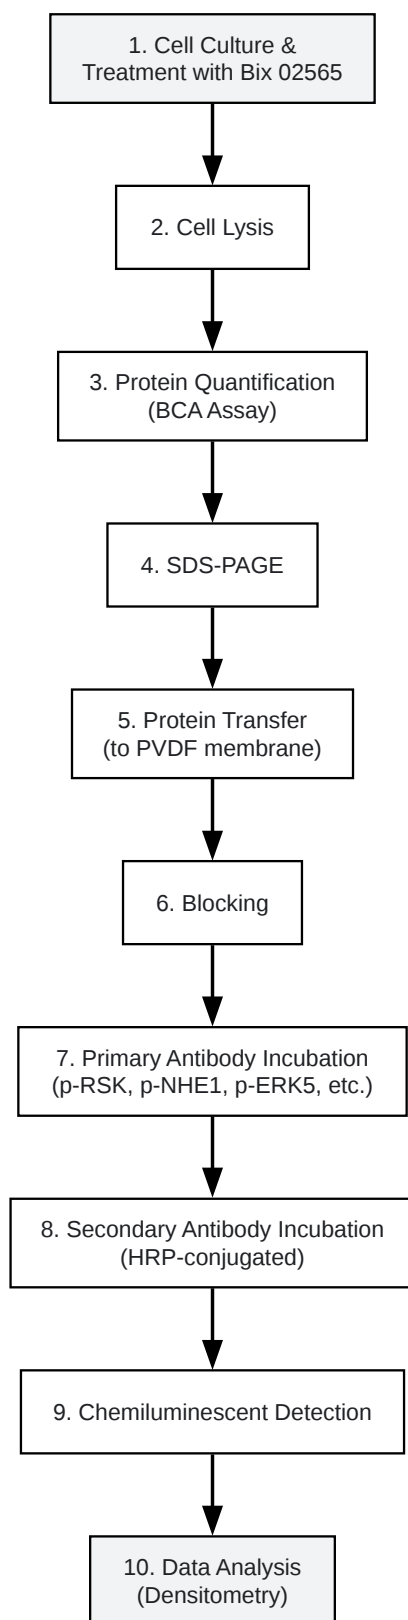 1. Cell Culture &
Treatment with Bix 02565
2. Cell Lysis
3. Protein Quantification
(BCA Assay)
4. SDS-PAGE
5. Protein Transfer
(to PVDF membrane)
6. Blocking
7. Primary Antibody Incubation
(p-RSK, p-NHE1, p-ERK5, etc.)
8. Secondary Antibody Incubation
(HRP-conjugated)
9. Chemiluminescent Detection
10. Data Analysis
(Densitometry)